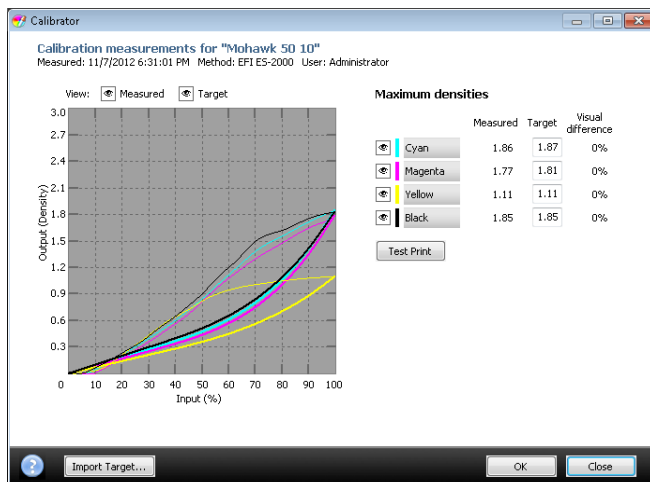 Calibrator
Calibration measurements for "Mohawk 50 10"
Measured: 11/7/2012 6:31:01 PM Method: EFI ES-2000 User: Administrator
View: Measured Target
3.0
2.7
2.4
2.1
1.8
1.5
1.2
0.9
0.6
0.3
Output (Density)
0 10 20 30 40 50 60 70 80 90 100
Input (%)
Maximum densities
Measured Target Visual difference
Cyan 1.86 1.87 0%
Magenta 1.77 1.81 0%
Yellow 1.11 1.11 0%
Black 1.85 1.85 0%
Test Print
? Import Target... OK Close